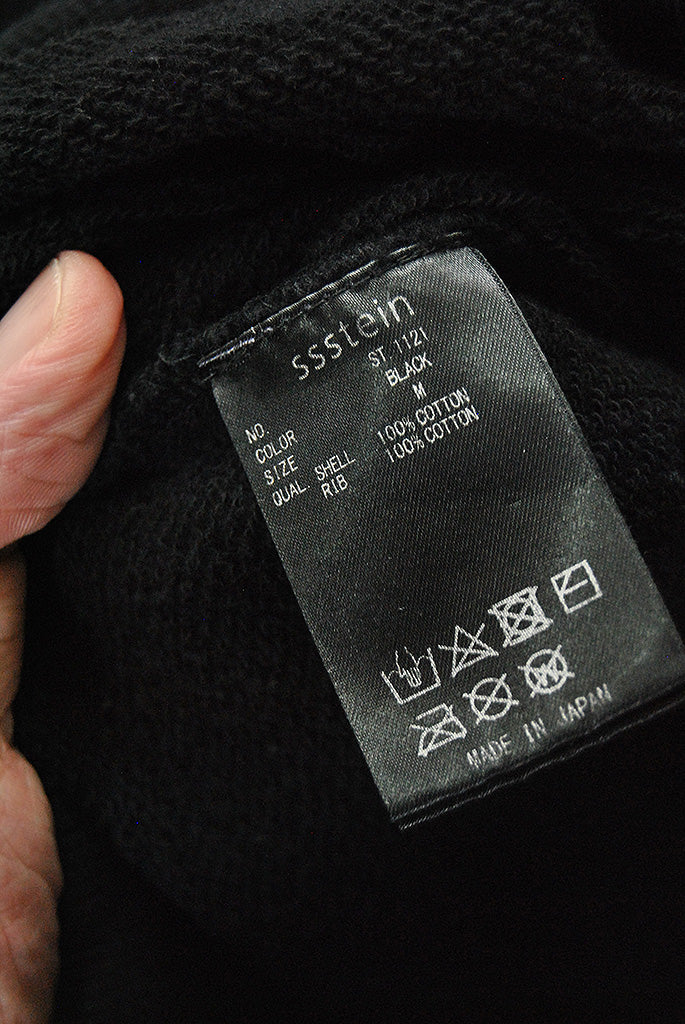 ssstein
NO. ST 1121
COLOR BLACK
SIZE M
QUAL SHELL 100% COTTON
RIB 100% COTTON
MADE IN JAPAN